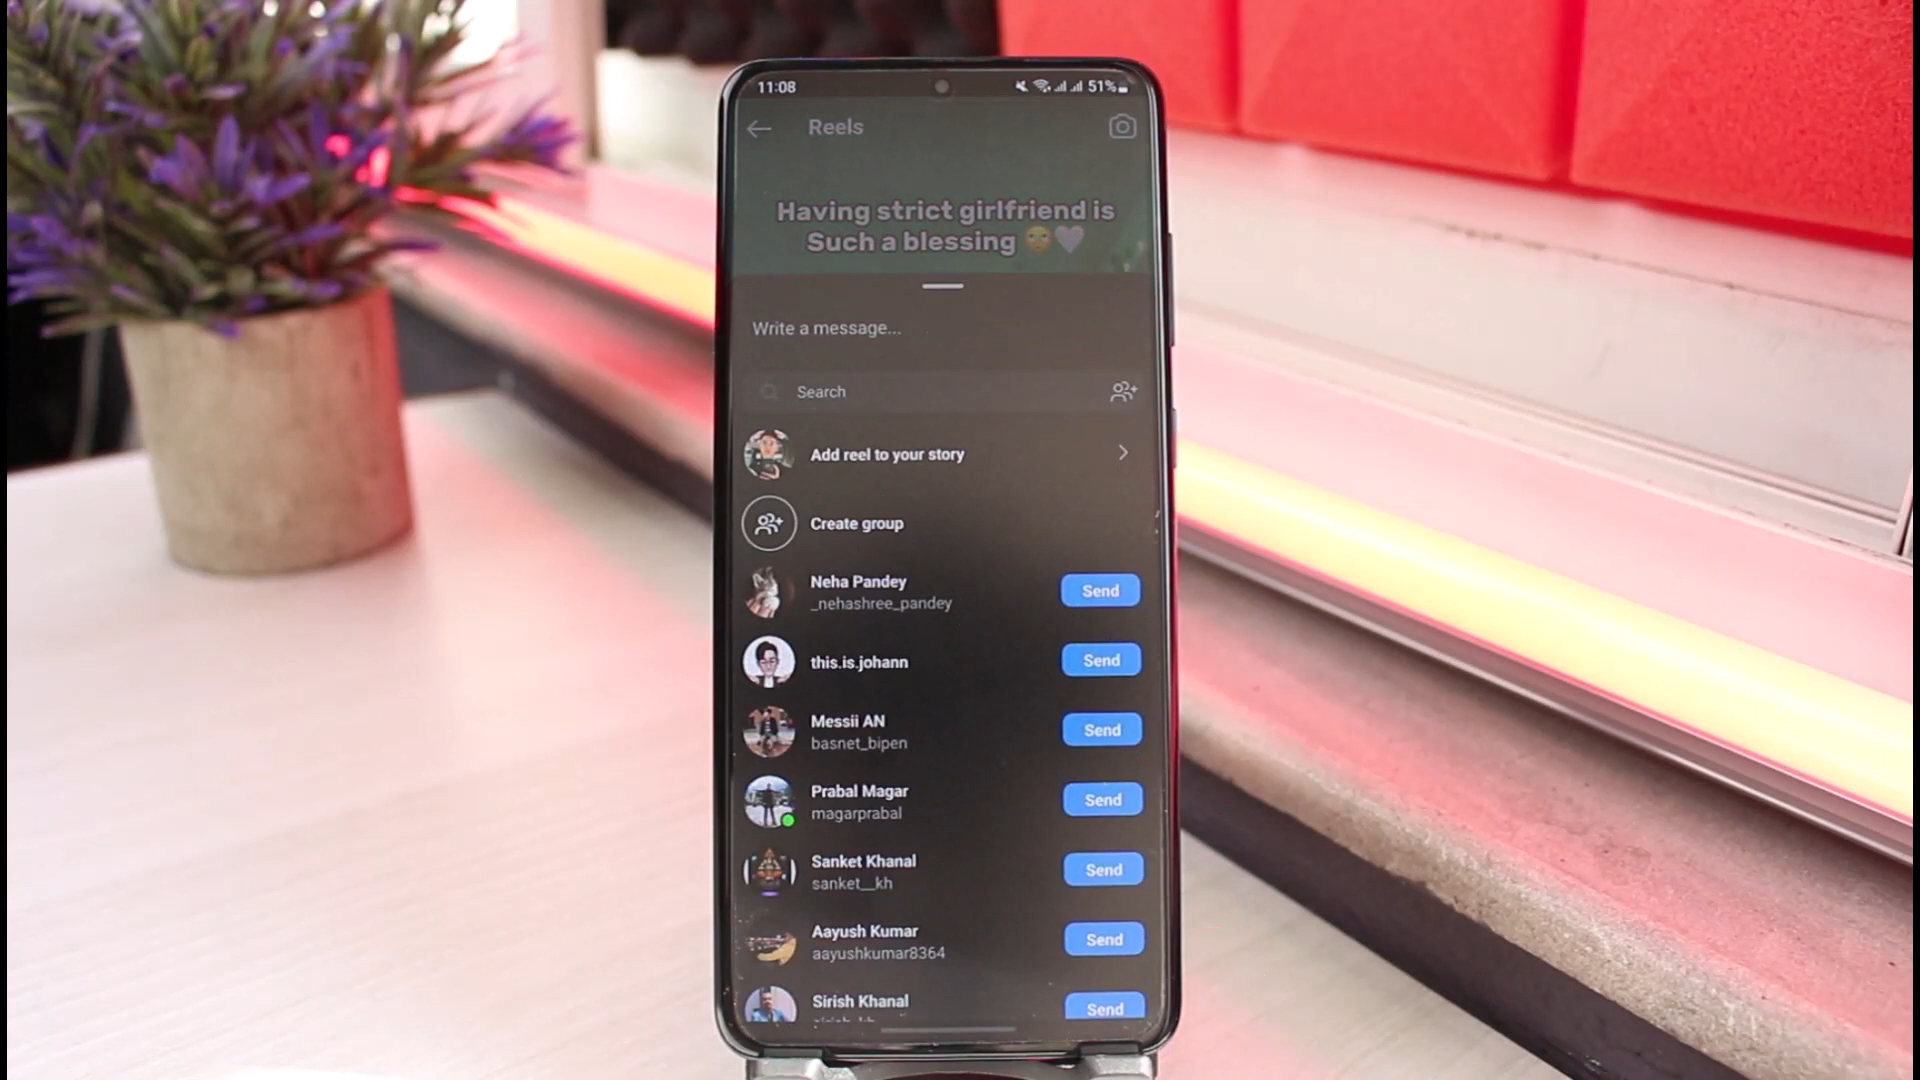 11:08
51%
Reels
Having strict girlfriend is
Such a blessing 🥺🤍
Write a message...
Search
Add reel to your story
Create group
Neha Pandey
_nehashree_pandey
Send
this.is.johann
Send
Messii AN
basnet_bipen
Send
Prabal Magar
magarprabal
Send
Sanket Khanal
sanket__kh
Send
Aayush Kumar
aayushkumar8364
Send
Sirish Khanal
Send